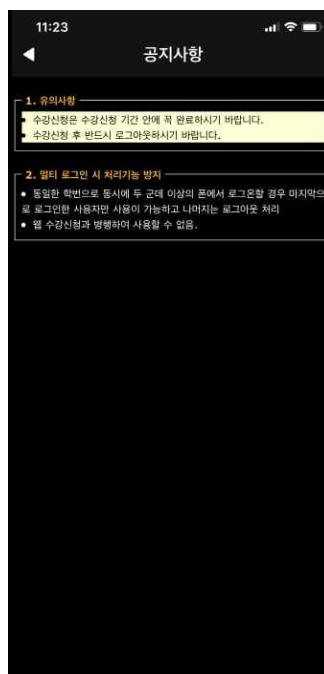 11:23
공지사항
1. 유의사항
• 수강신청은 수강신청 기간 안에 꼭 완료하시기 바랍니다.
• 수강신청 후 반드시 로그아웃하시기 바랍니다.
2. 멀티 로그인 시 처리기능 방지
• 동일한 학번으로 동시에 두 군데 이상의 폰에서 로그온할 경우 마지막으
로 로그인한 사용자만 사용이 가능하고 나머지는 로그아웃 처리
• 웹 수강신청과 병행하여 사용할 수 없음.